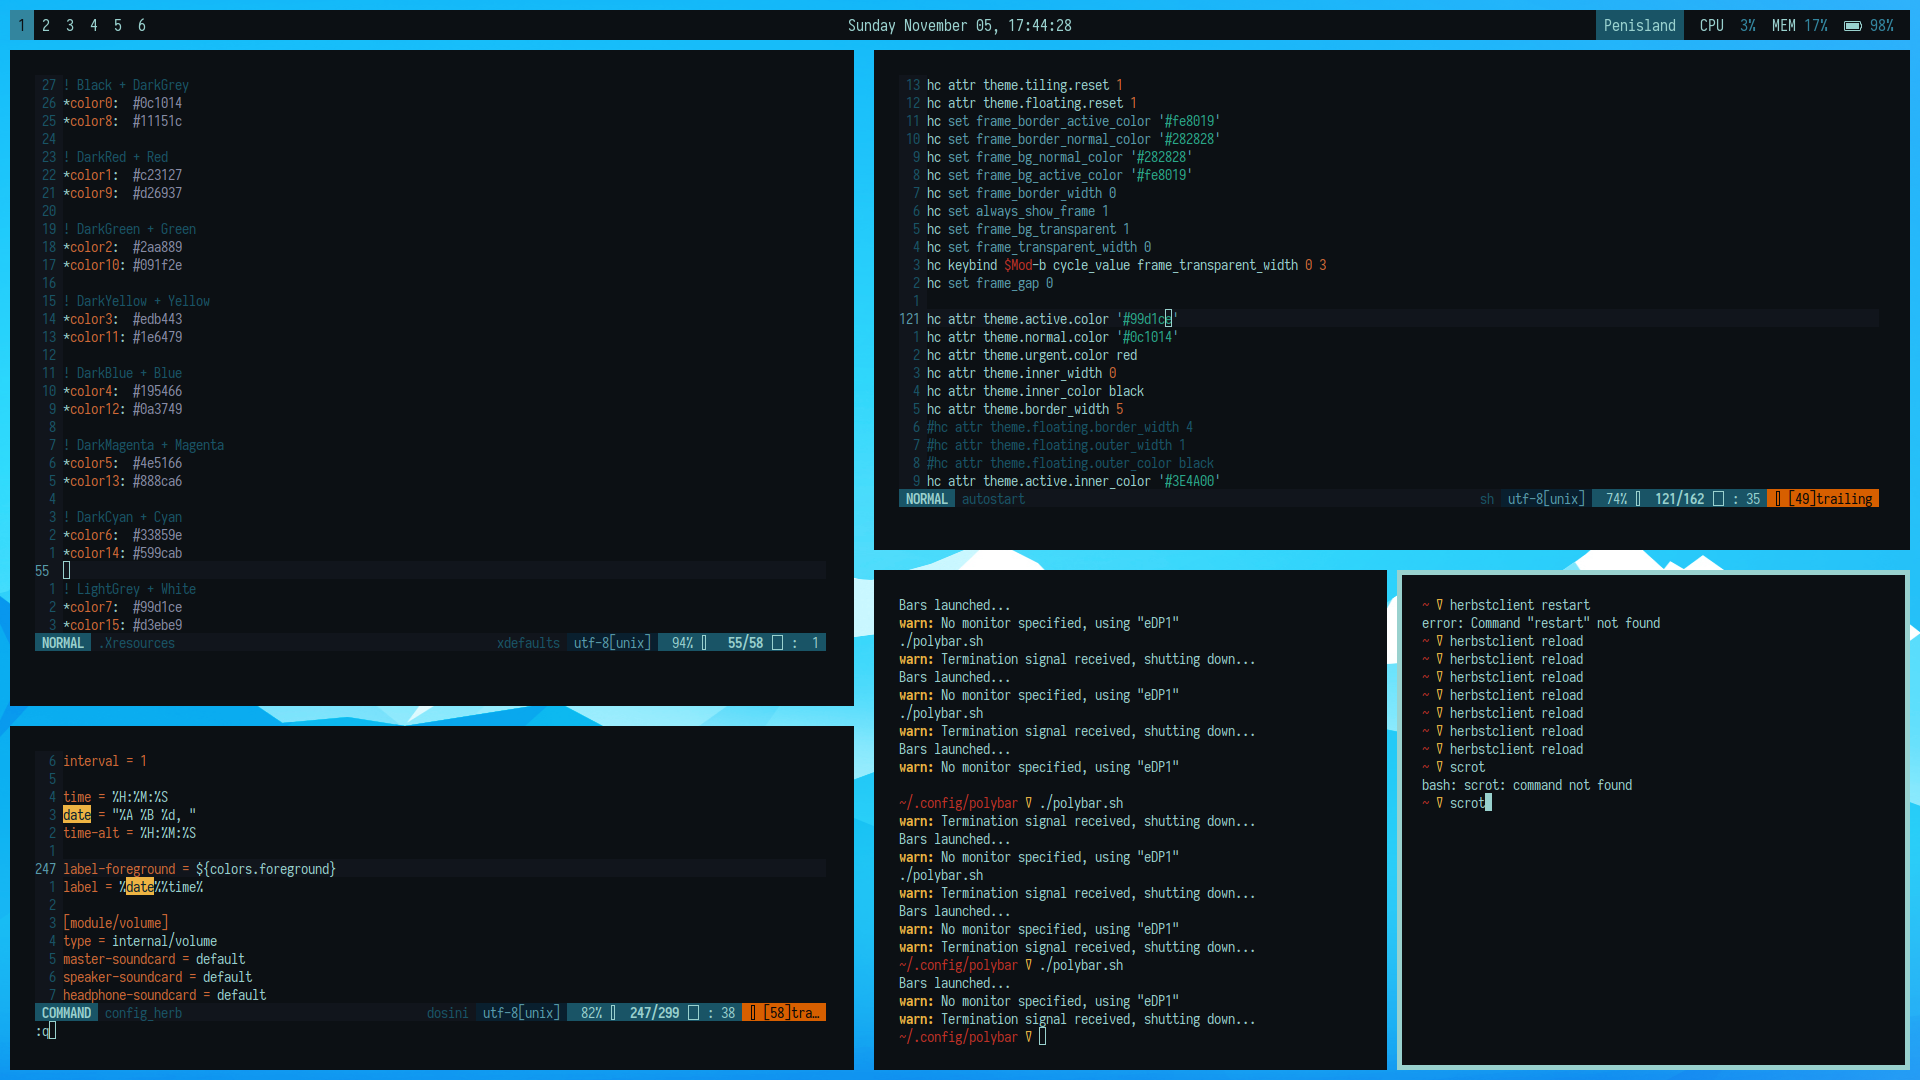 1 2 3 4 5 6 Sunday November 05, 17:44:28 Penisland CPU 3% MEM 17% 98%
27 ! Black + DarkGrey
26 *color0: #0c1014
25 *color8: #11151c
24
23 ! DarkRed + Red
22 *color1: #c23127
21 *color9: #d26937
20
19 ! DarkGreen + Green
18 *color2: #2aa889
17 *color10: #091f2e
16
15 ! DarkYellow + Yellow
14 *color3: #edb443
13 *color11: #1e6479
12
11 ! DarkBlue + Blue
10 *color4: #195466
9 *color12: #0a3749
8
7 ! DarkMagenta + Magenta
6 *color5: #4e5166
5 *color13: #888ca6
4
3 ! DarkCyan + Cyan
2 *color6: #33859e
1 *color14: #599cab
55
1 ! LightGrey + White
2 *color7: #99d1ce
3 *color15: #d3ebe9
NORMAL .Xresources xdefaults utf-8[unix] 94% 55/58 : 1
6 interval = 1
5
4 time = %H:%M:%S
3 date = "%A %B %d, "
2 time-alt = %H:%M:%S
1
247 label-foreground = ${colors.foreground}
1 label = %date%%time%
2
3 [module/volume]
4 type = internal/volume
5 master-soundcard = default
6 speaker-soundcard = default
7 headphone-soundcard = default
COMMAND config_herb dosini utf-8[unix] 82% 247/299 : 38 [58]tra…
:q
13 hc attr theme.tiling.reset 1
12 hc attr theme.floating.reset 1
11 hc set frame_border_active_color '#fe8019'
10 hc set frame_border_normal_color '#282828'
9 hc set frame_bg_normal_color '#282828'
8 hc set frame_bg_active_color '#fe8019'
7 hc set frame_border_width 0
6 hc set always_show_frame 1
5 hc set frame_bg_transparent 1
4 hc set frame_transparent_width 0
3 hc keybind $Mod-b cycle_value frame_transparent_width 0 3
2 hc set frame_gap 0
1
121 hc attr theme.active.color '#99d1ce'
1 hc attr theme.normal.color '#0c1014'
2 hc attr theme.urgent.color red
3 hc attr theme.inner_width 0
4 hc attr theme.inner_color black
5 hc attr theme.border_width 5
6 #hc attr theme.floating.border_width 4
7 #hc attr theme.floating.outer_width 1
8 #hc attr theme.floating.outer_color black
9 hc attr theme.active.inner_color '#3E4A00'
NORMAL autostart sh utf-8[unix] 74% 121/162 : 35 [49]trailing
Bars launched...
warn: No monitor specified, using "eDP1"
./polybar.sh
warn: Termination signal received, shutting down...
Bars launched...
warn: No monitor specified, using "eDP1"
./polybar.sh
warn: Termination signal received, shutting down...
Bars launched...
warn: No monitor specified, using "eDP1"
~/.config/polybar ∇ ./polybar.sh
warn: Termination signal received, shutting down...
Bars launched...
warn: No monitor specified, using "eDP1"
./polybar.sh
warn: Termination signal received, shutting down...
Bars launched...
warn: No monitor specified, using "eDP1"
warn: Termination signal received, shutting down...
~/.config/polybar ∇ ./polybar.sh
Bars launched...
warn: No monitor specified, using "eDP1"
warn: Termination signal received, shutting down...
~/.config/polybar ∇
~ ∇ herbstclient restart
error: Command "restart" not found
~ ∇ herbstclient reload
~ ∇ herbstclient reload
~ ∇ herbstclient reload
~ ∇ herbstclient reload
~ ∇ herbstclient reload
~ ∇ herbstclient reload
~ ∇ herbstclient reload
~ ∇ scrot
bash: scrot: command not found
~ ∇ scrot